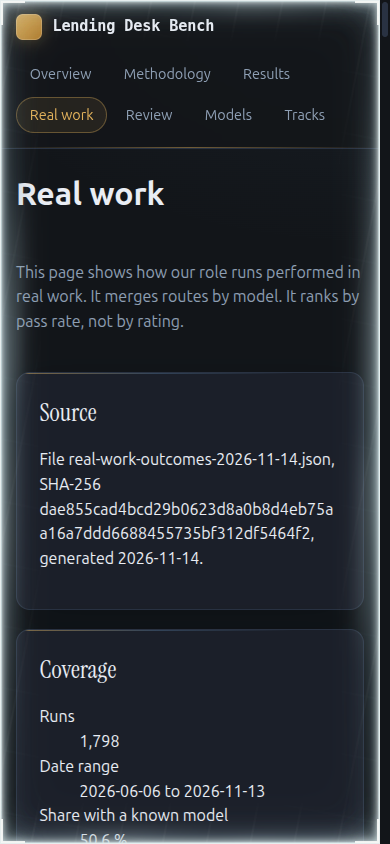 Lending Desk Bench
Overview Methodology Results
Real work Review Models Tracks
Real work
This page shows how our role runs performed in
real work. It merges routes by model. It ranks by
pass rate, not by rating.
Source
File real-work-outcomes-2026-11-14.json,
SHA-256
dae855cad4bcd29b0623d8a0b8d4eb75a
a16a7ddd6688455735bf312df5464f2,
generated 2026-11-14.
Coverage
Runs
1,798
Date range
2026-06-06 to 2026-11-13
Share with a known model
50.6 %